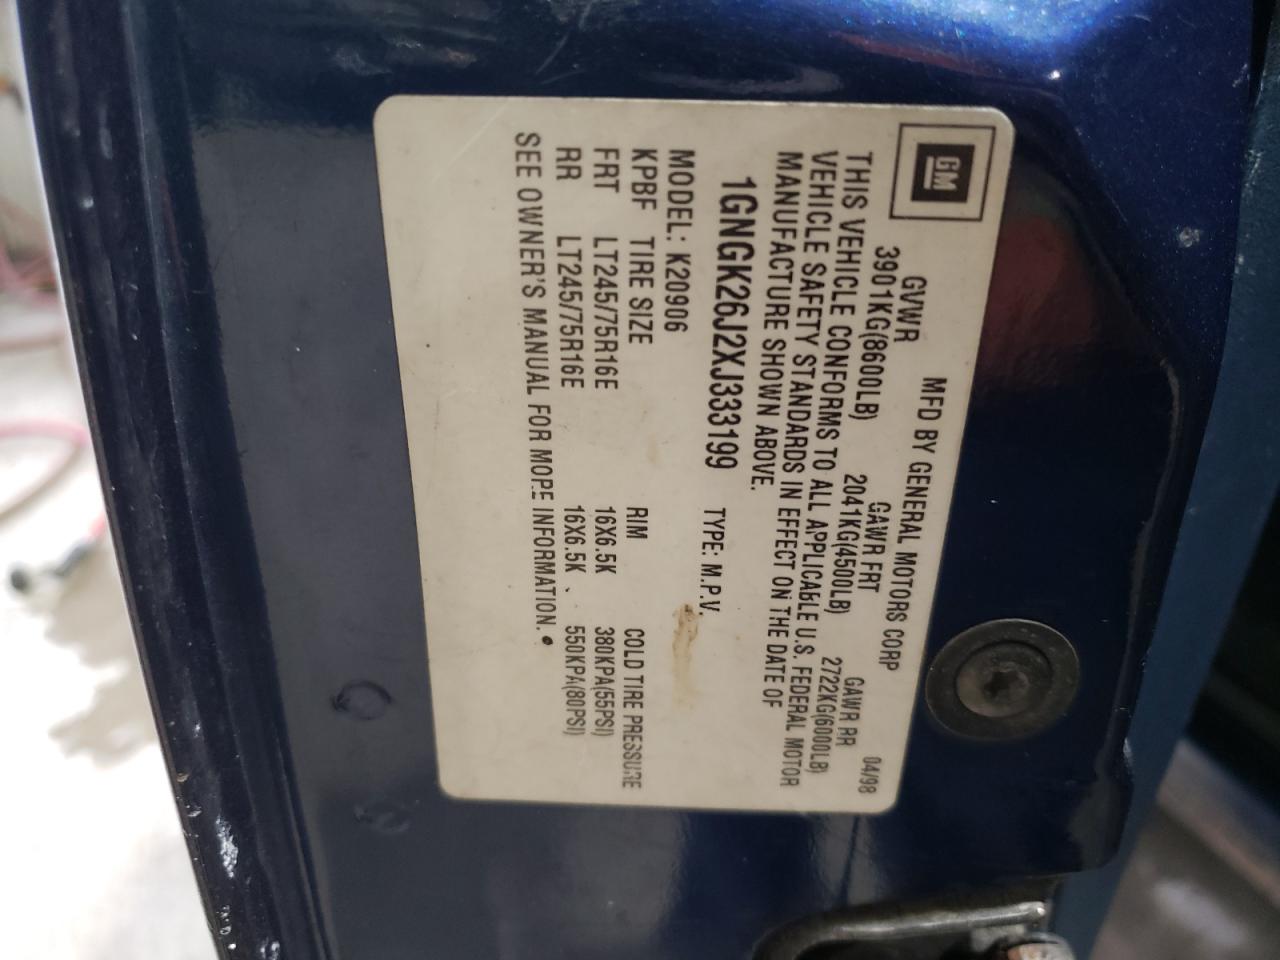 GM
MFD BY GENERAL MOTORS CORP 04/98
GVWR GAWR FRT GAWR RR
3901KG(8600LB) 2041KG(4500LB) 2722KG(6000LB)
THIS VEHICLE CONFORMS TO ALL APPLICABLE U.S. FEDERAL MOTOR
VEHICLE SAFETY STANDARDS IN EFFECT ON THE DATE OF
MANUFACTURE SHOWN ABOVE.
1GNGK26J2XJ333199 TYPE: M.P.V.
MODEL: K20906
KPBF TIRE SIZE RIM COLD TIRE PRESSURE
FRT LT245/75R16E 16X6.5K 380KPA(55PSI)
RR LT245/75R16E 16X6.5K 550KPA(80PSI)
SEE OWNER'S MANUAL FOR MORE INFORMATION.